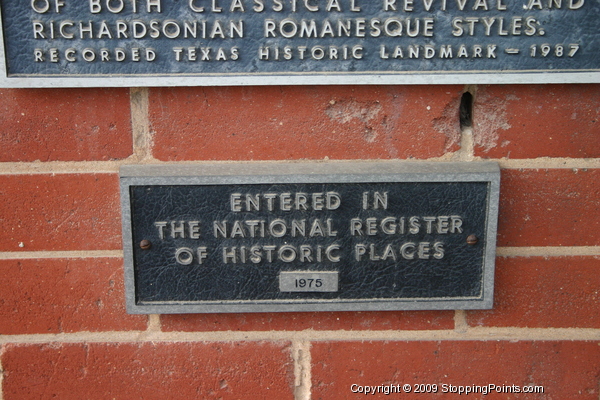 OF BOTH CLASSICAL REVIVAL AND
RICHARDSONIAN ROMANESQUE STYLES.
RECORDED TEXAS HISTORIC LANDMARK – 1987
ENTERED IN
THE NATIONAL REGISTER
OF HISTORIC PLACES
1975
Copyright © 2009 StoppingPoints.com